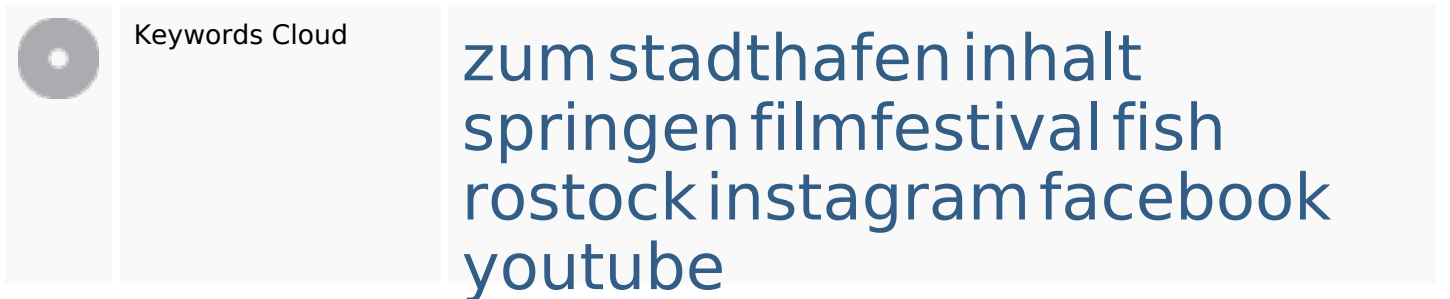 Keywords Cloud
zum stadthafen inhalt
springen filmfestival fish
rostock instagram facebook
youtube